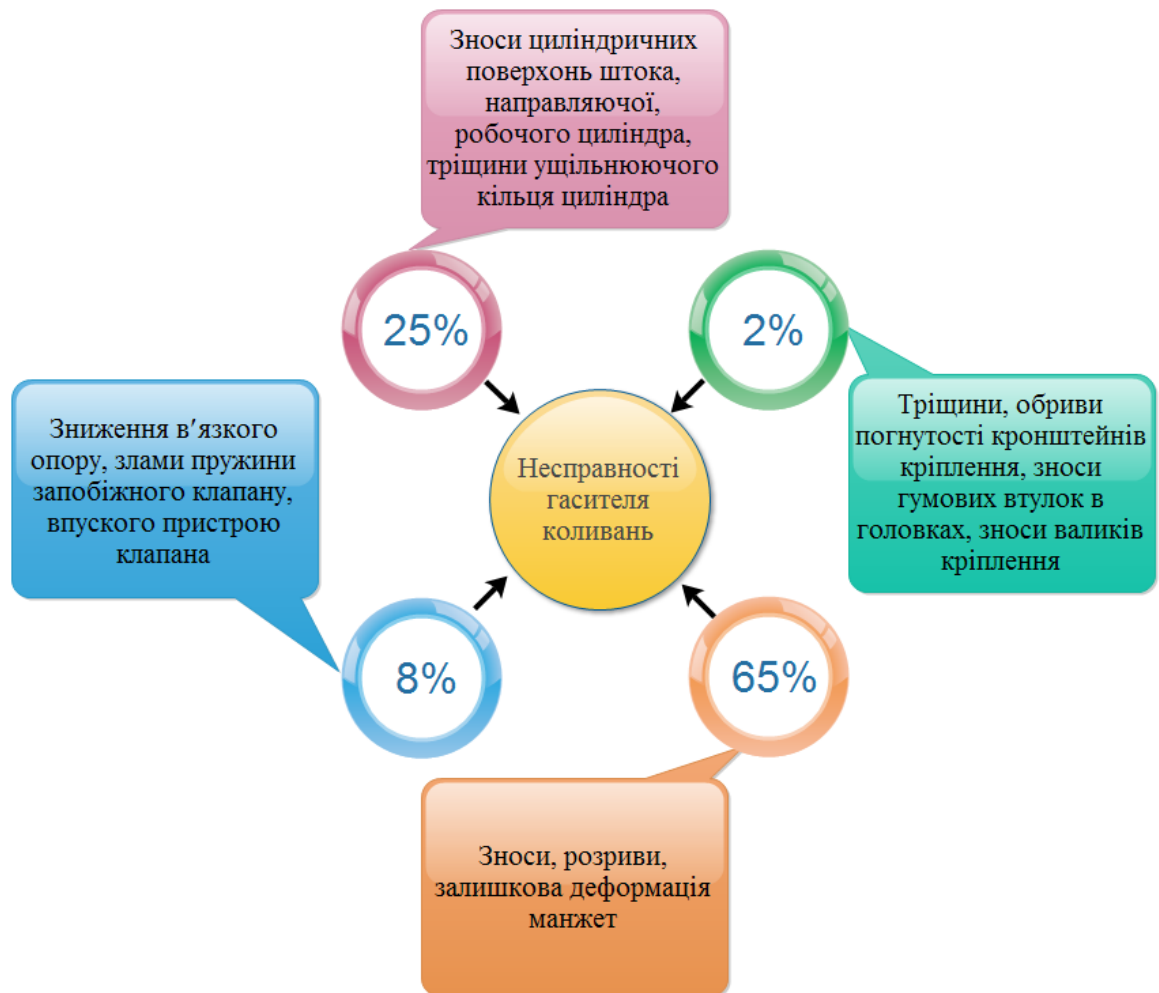 Зноси циліндричних
поверхонь штока,
направляючої,
робочого циліндра,
тріщини ущільнюючого
кільця циліндра
25%
2%
Зниження в′язкого
опору, злами пружини
запобіжного клапану,
впуского пристрою
клапана
Несправності
гасителя
коливань
Тріщини, обриви
погнутості кронштейнів
кріплення, зноси
гумових втулок в
головках, зноси валиків
кріплення
8%
65%
Зноси, розриви,
залишкова деформація
манжет